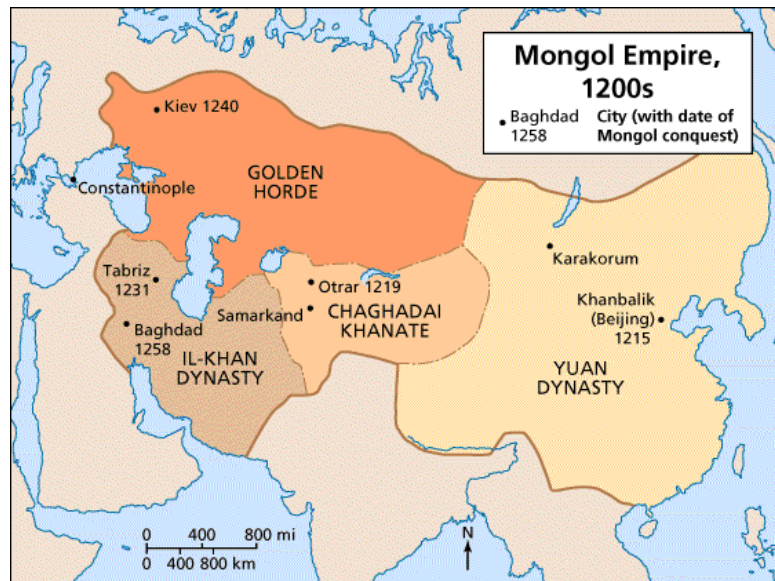 Mongol Empire,
1200s
Baghdad
1258
City (with date of
Mongol conquest)
Kiev 1240
GOLDEN
HORDE
Constantinople
Tabriz
1231
Otrar 1219
Samarkand
CHAGHADAI
KHANATE
Baghdad
1258
IL-KHAN
DYNASTY
Karakorum
Khanbalik
(Beijing)
1215
YUAN
DYNASTY
0 400 800 mi
0 400 800 km
N